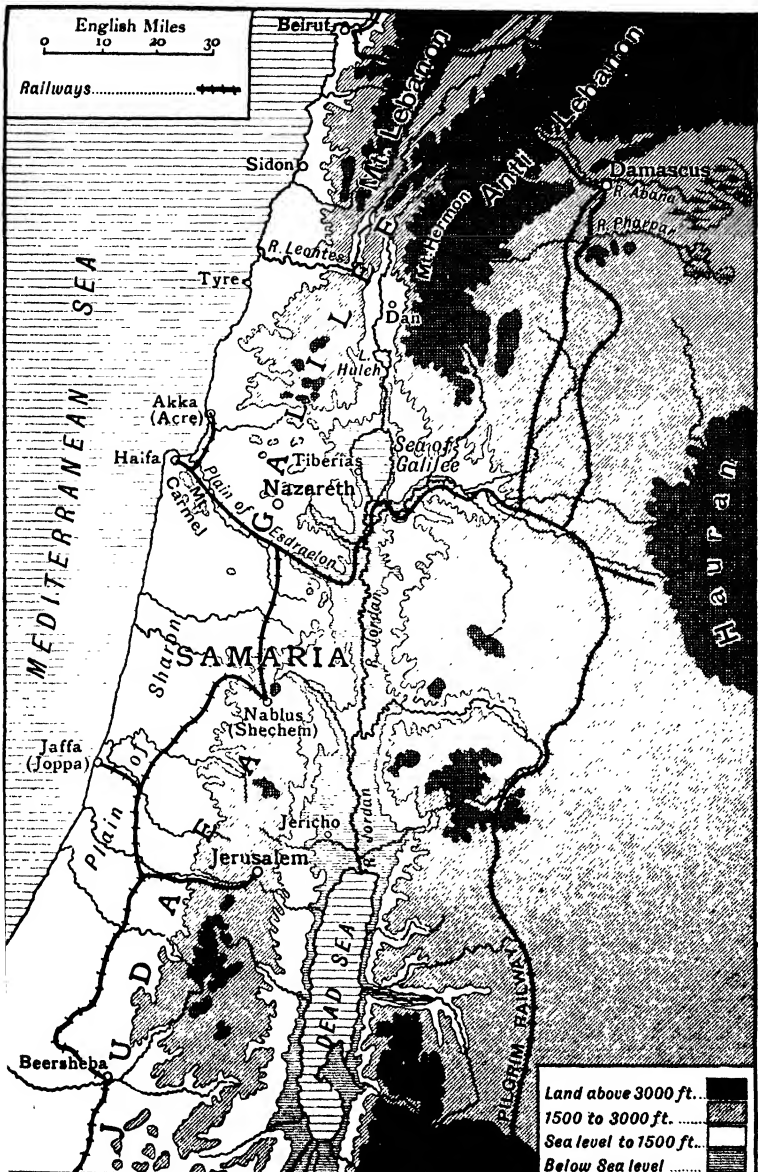 English Miles
0 10 20 30
Railways
Beirut
Mt. Lebanon
Anti Lebanon
Sidon
Damascus
R. Abana
R. Pharpar
Mt. Hermon
R. Leontes
Tyre
Dan
MEDITERRANEAN SEA
GALILEE
L. Hulch
Akka
(Acre)
Sea of
Galilee
Tiberias
Haifa
Nazareth
Mt.
Carmel
Plain of Esdraelon
Hauran
R. Jordan
SAMARIA
Plain of Sharon
Nablus
(Shechem)
Jaffa
(Joppa)
Jericho
R. Jordan
Jerusalem
JUDÆA
DEAD SEA
PILGRIM RAILWAY
Beersheba
Land above 3000 ft.
1500 to 3000 ft.
Sea level to 1500 ft.
Below Sea level